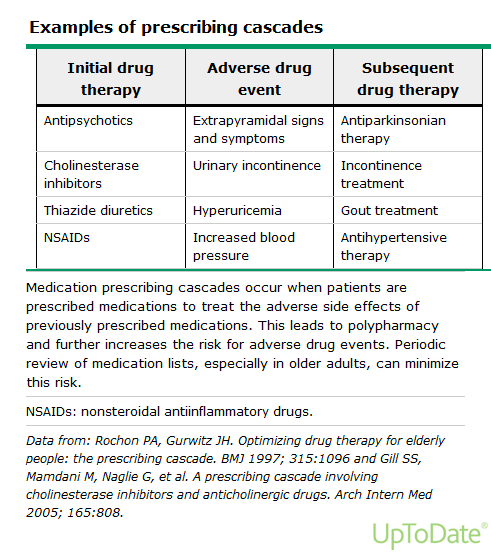 Examples of prescribing cascades
Initial drug therapy
Adverse drug event
Subsequent drug therapy
Antipsychotics
Extrapyramidal signs and symptoms
Antiparkinsonian therapy
Cholinesterase inhibitors
Urinary incontinence
Incontinence treatment
Thiazide diuretics
Hyperuricemia
Gout treatment
NSAIDs
Increased blood pressure
Antihypertensive therapy
Medication prescribing cascades occur when patients are
prescribed medications to treat the adverse side effects of
previously prescribed medications. This leads to polypharmacy
and further increases the risk for adverse drug events. Periodic
review of medication lists, especially in older adults, can minimize
this risk.
NSAIDs: nonsteroidal antiinflammatory drugs.
Data from: Rochon PA, Gurwitz JH. Optimizing drug therapy for elderly
people: the prescribing cascade. BMJ 1997; 315:1096 and Gill SS,
Mamdani M, Naglie G, et al. A prescribing cascade involving
cholinesterase inhibitors and anticholinergic drugs. Arch Intern Med
2005; 165:808.
UpToDate®